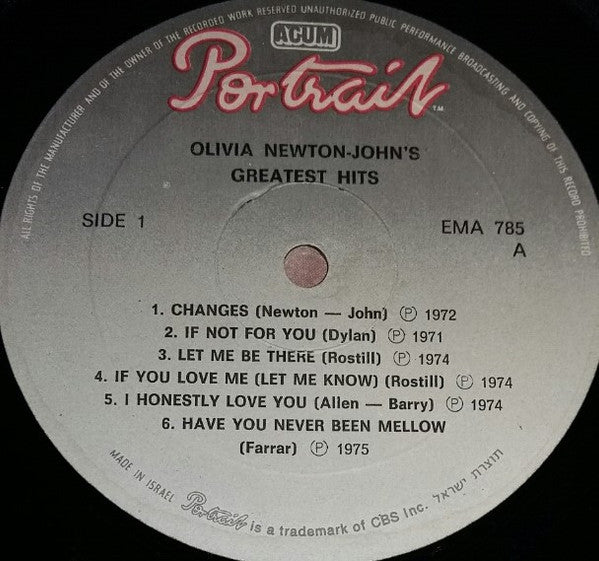 ALL RIGHTS OF THE MANUFACTURER AND OF THE OWNER OF THE RECORDED WORK RESERVED UNAUTHORIZED PUBLIC PERFORMANCE BROADCASTING AND COPYING OF THIS RECORD PROHIBITED
ACUM
Portrait™
OLIVIA NEWTON-JOHN'S
GREATEST HITS
SIDE 1
EMA 785
A
1. CHANGES (Newton — John) ℗ 1972
2. IF NOT FOR YOU (Dylan) ℗ 1971
3. LET ME BE THERE (Rostill) ℗ 1974
4. IF YOU LOVE ME (LET ME KNOW) (Rostill) ℗ 1974
5. I HONESTLY LOVE YOU (Allen — Barry) ℗ 1974
6. HAVE YOU NEVER BEEN MELLOW
(Farrar) ℗ 1975
MADE IN ISRAEL Portrait is a trademark of CBS Inc. תוצרת ישראל